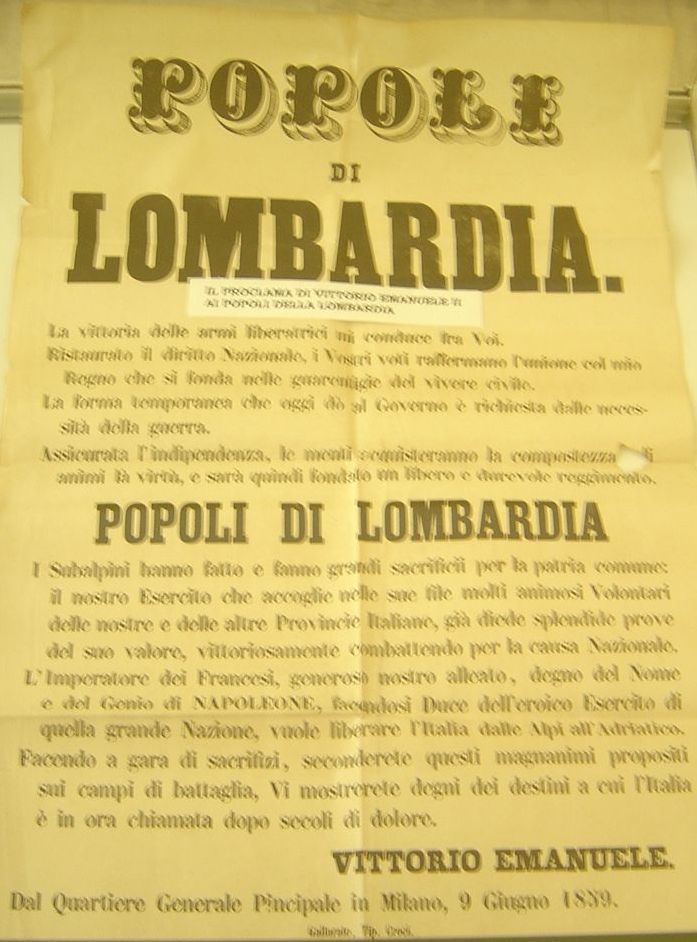 POPOLI
DI
LOMBARDIA.
IL PROCLAMA DI VITTORIO EMANUELE II
AI POPOLI DELLA LOMBARDIA
La vittoria delle armi liberatrici mi conduce fra Voi.
Ristaurato il diritto Nazionale, i Vostri voti raffermano l'unione col mio
Regno che si fonda nelle guarentigie del vivere civile.
La forma temporanea che oggi dò al Governo è richiesta dalle neces-
sità della guerra.
Assicurata l'indipendenza, le menti acquisteranno la compostezza gli
animi la virtù, e sarà quindi fondato un libero e durevole reggimento.
POPOLI DI LOMBARDIA
I Subalpini hanno fatto e fanno grandi sacrificii per la patria comune:
il nostro Esercito che accoglie nelle sue file molti animosi Volontari
delle nostre e delle altre Provincie Italiane, già diede splendide prove
del suo valore, vittoriosamente combattendo per la causa Nazionale.
L'Imperatore dei Francesi, generoso nostro alleato, degno del Nome
e del Genio di NAPOLEONE, facendosi Duce dell'eroico Esercito di
quella grande Nazione, vuole liberare l'Italia dalle Alpi all'Adriatico.
Facendo a gara di sacrifizi, seconderete questi magnanimi propositi
sui campi di battaglia, Vi mostrerete degni dei destini a cui l'Italia
è in ora chiamata dopo secoli di dolore.
VITTORIO EMANUELE.
Dal Quartiere Generale Pincipale in Milano, 9 Giugno 1859.
Gallarate, Tip. Croci.